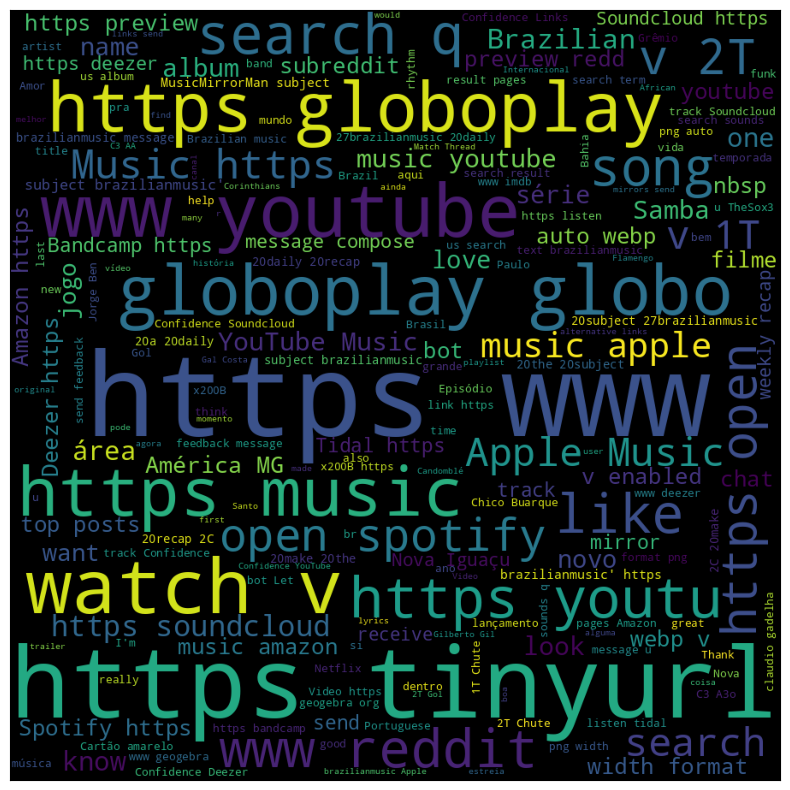 https preview
search q
would
Confidence Links
Soundcloud https
artist
links send
name
Brazilian
Grêmio
v 2T
https deezer
album
subreddit
band
rhythm
preview redd
Internacional
search term
us album
MusicMirrorMan subject
result pages
African
funk
Amor
find
pra
https globoplay
youtube
melhor
mundo
27brazilianmusic 20daily
track Soundcloud
search sounds
png auto
brazilianmusic message
Brazilian music
Match Thread
C3 AA
title
Music https
music youtube
song
one
Bahia
vida
temporada
Brazil
search result
www imdb
nbsp
mirrors send
subject brazilianmusic'
canal
Corinthians
aqui
série
help
ainda
many
www youtube
https listen
Samba
u TheSox3
r
Bandcamp https
message compose
auto webp
v 1T
bem
Amazon https
last
jogo
20daily 20recap
us search
love
Paulo
text brazilianmusic
filme
vídeo
história
Flamengo
new
Jorge Ben
globoplay globo
weekly recap
Confidence Soundcloud
Brasil
20subject 27brazilianmusic
20a 20daily
YouTube Music
alternative links
Gol
bot
music apple
Gal Costa
subject brazilianmusic
playlist
20the 20subject
original
send feedback
x200B
grande
Episódio
https www
open
Deezer https
link https
think
momento
pode
agora
feedback message
time
área
Tidal https
user
made
also
Apple Music
América MG
x200B https
Candomblé
v enabled
chat
https music
u
Santo
track
www deezer
like
Chico Buarque
https open
top posts
first
open spotify
mirror
20recap 2C
br
want
track Confidence
20make 20the
Nova Iguaçu
novo
format png
2C 20make
Confidence YouTube
ano
Video
bot Let
brazilianmusic' https
watch v
https youtu
sounds q
lyrics
lançamento
pages Amazon
great
https soundcloud
Gilberto Gil
alguma
trailer
I'm
music amazon
si
receive
look
webp v
message u
Thank
claudio gadelha
https tinyurl
Netflix
1T Chute
Nova
really
Video https
geogebra org
dentro
2T Gol
boa
C3 A3o
coisa
Spotify https
https bandcamp
send
Portuguese
2T Chute
listen tidal
Cartão amarelo
www reddit
search
música
know
www geogebra
good
png width
width format
Confidence Deezer
brazilianmusic Apple
estreia